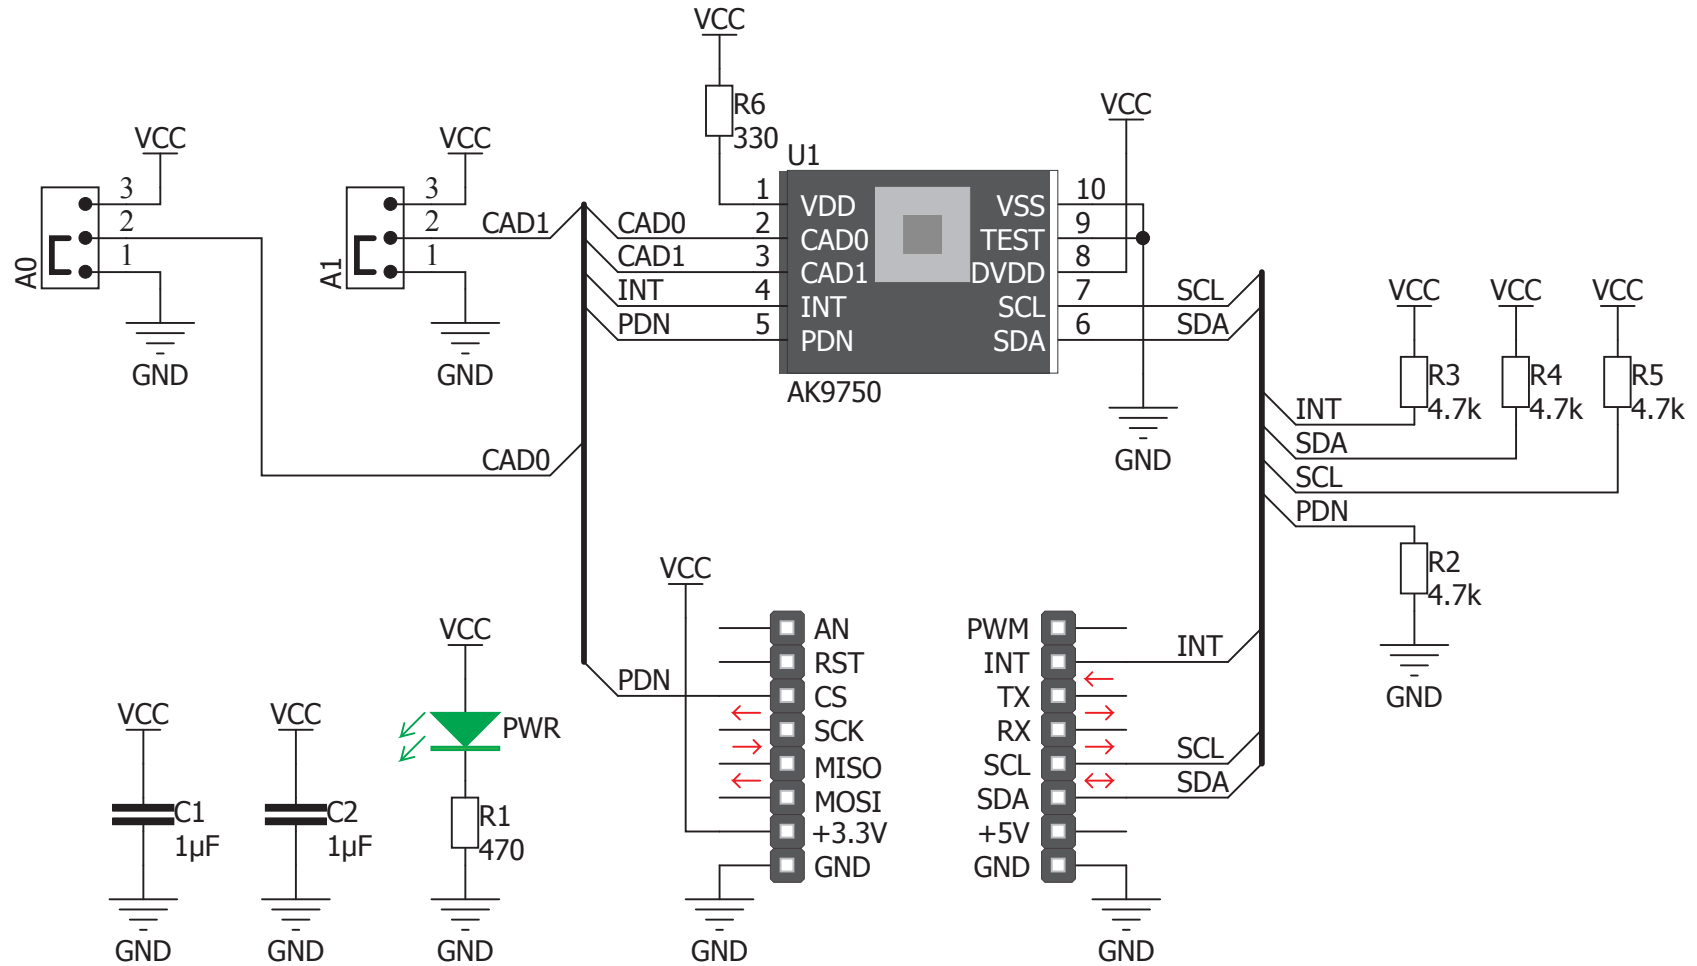 VCC
R6
330
VCC
VCC
VCC
U1
3
2
1
A0
GND
3
2
1
A1
GND
CAD1
CAD0
CAD1
INT
PDN
1
2
3
4
5
VDD
CAD0
CAD1
INT
PDN
VSS
TEST
DVDD
SCL
SDA
10
9
8
7
6
AK9750
SCL
SDA
GND
VCC
VCC
VCC
R3
4.7k
R4
4.7k
R5
4.7k
INT
SDA
SCL
PDN
R2
4.7k
GND
CAD0
VCC
PDN
AN
RST
CS
SCK
MISO
MOSI
+3.3V
GND
GND
PWM
INT
TX
RX
SCL
SDA
+5V
GND
INT
SCL
SDA
GND
VCC
C1
1µF
GND
VCC
C2
1µF
GND
VCC
PWR
R1
470
GND